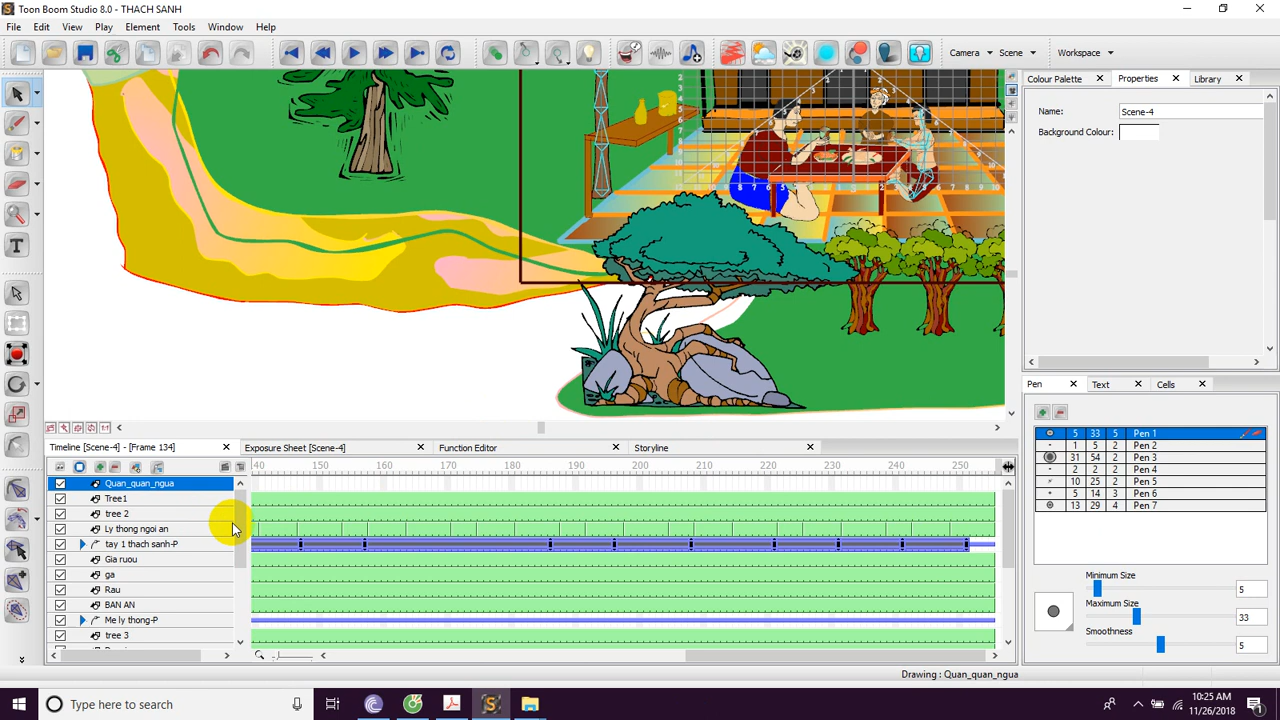 Toon Boom Studio 8.0 - THACH SANH
File Edit View Play Element Tools Window Help
Camera Scene Workspace
Colour Palette Properties Library
Name: Scene-4
Background Colour:
Pen Text Cells
5 33 5 Pen 1
1 5 2 Pen 2
31 54 2 Pen 3
2 2 2 Pen 4
10 25 2 Pen 5
5 14 3 Pen 6
13 29 4 Pen 7
Minimum Size
5
Maximum Size
33
Smoothness
5
Timeline [Scene-4] - [Frame 134] Exposure Sheet [Scene-4] Function Editor Storyline
40 150 160 170 180 190 200 210 220 230 240 250
Quan_quan_ngua
Tree1
tree 2
Ly thong ngoi an
tay 1 thach sanh-P
Gia ruou
ga
Rau
BAN AN
Me ly thong-P
tree 3
Drawing : Quan_quan_ngua
Type here to search
10:25 AM
11/26/2018